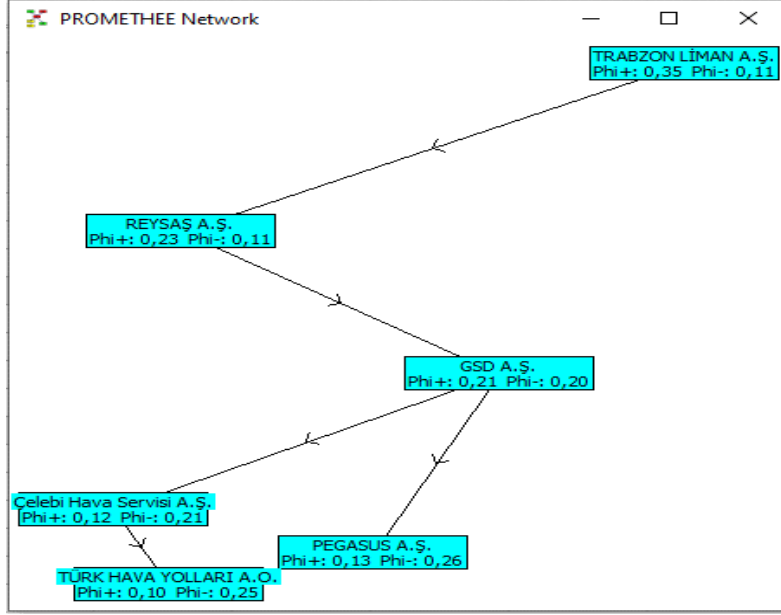 PROMETHEE Network
TRABZON LİMAN A.Ş.
Phi+: 0,35 Phi-: 0,11
REYSAŞ A.Ş.
Phi+: 0,23 Phi-: 0,11
GSD A.Ş.
Phi+: 0,21 Phi-: 0,20
Çelebi Hava Servisi A.Ş.
Phi+: 0,12 Phi-: 0,21
PEGASUS A.Ş.
Phi+: 0,13 Phi-: 0,26
TÜRK HAVA YOLLARI A.O.
Phi+: 0,10 Phi-: 0,25